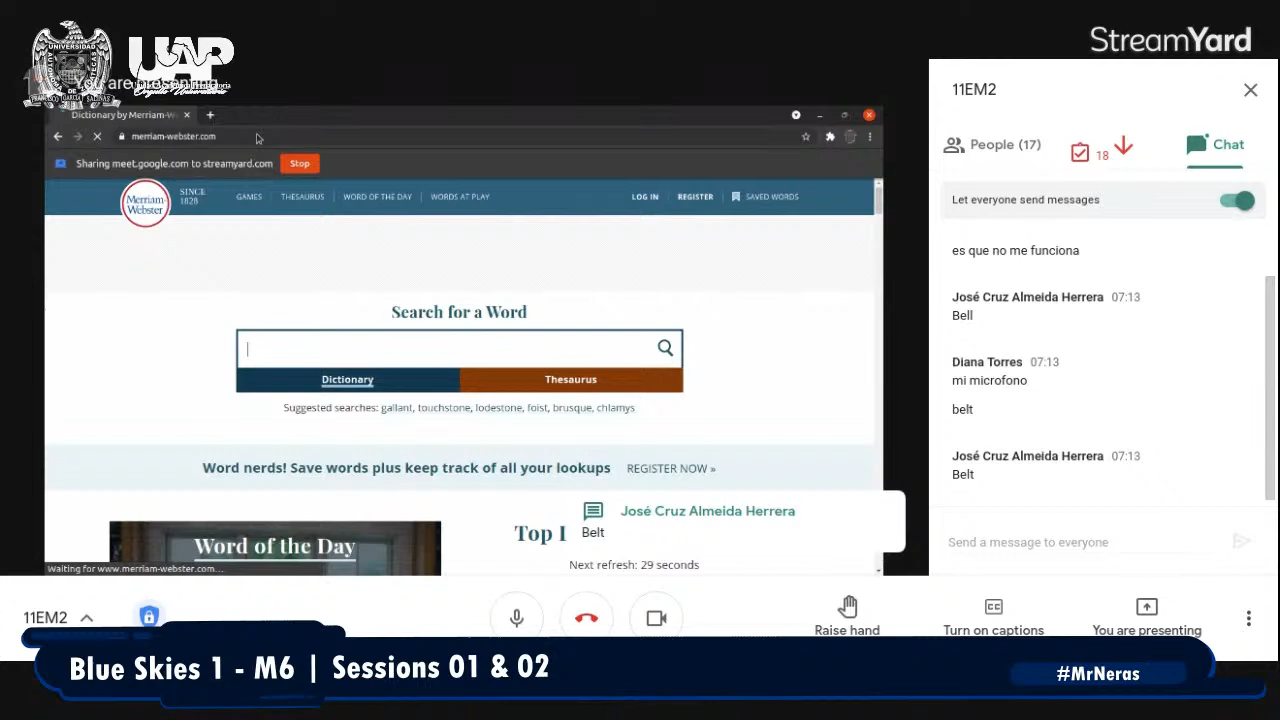 UAP
StreamYard
You are presenting
Dictionary by Merriam-W
merriam-webster.com
Sharing meet.google.com to streamyard.com
Stop
Merriam-
Webster
SINCE
1828
GAMES
THESAURUS
WORD OF THE DAY
WORDS AT PLAY
LOG IN
REGISTER
SAVED WORDS
Search for a Word
Dictionary
Thesaurus
Suggested searches: gallant, touchstone, lodestone, foist, brusque, chlamys
Word nerds! Save words plus keep track of all your lookups
REGISTER NOW »
Word of the Day
Top
Next refresh: 29 seconds
Waiting for www.merriam-webster.com...
José Cruz Almeida Herrera
Belt
11EM2
People (17)
18
Chat
Let everyone send messages
es que no me funciona
José Cruz Almeida Herrera 07:13
Bell
Diana Torres 07:13
mi microfono
belt
José Cruz Almeida Herrera 07:13
Belt
Send a message to everyone
11EM2
Raise hand
CC
Turn on captions
You are presenting
Blue Skies 1 - M6 | Sessions 01 & 02
#MrNeras